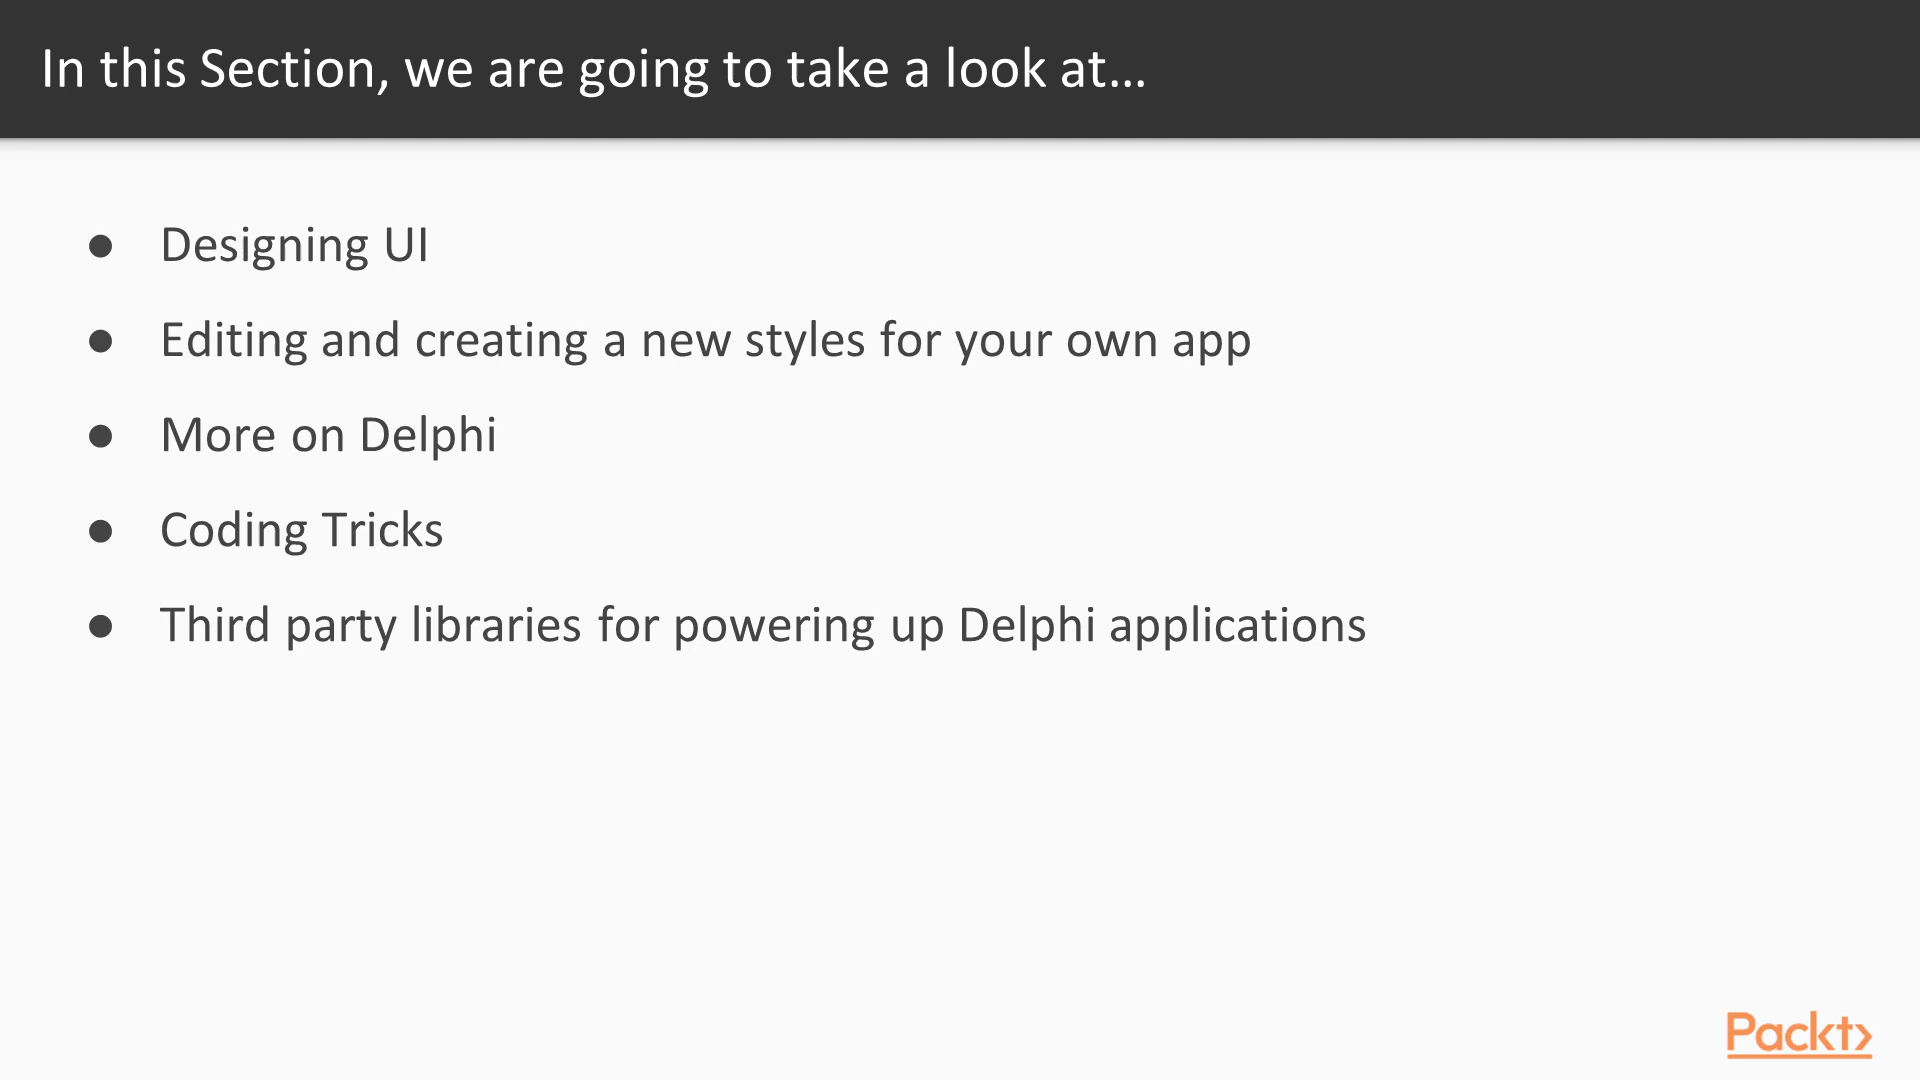 In this Section, we are going to take a look at...
● Designing UI
● Editing and creating a new styles for your own app
● More on Delphi
● Coding Tricks
● Third party libraries for powering up Delphi applications
Packt>